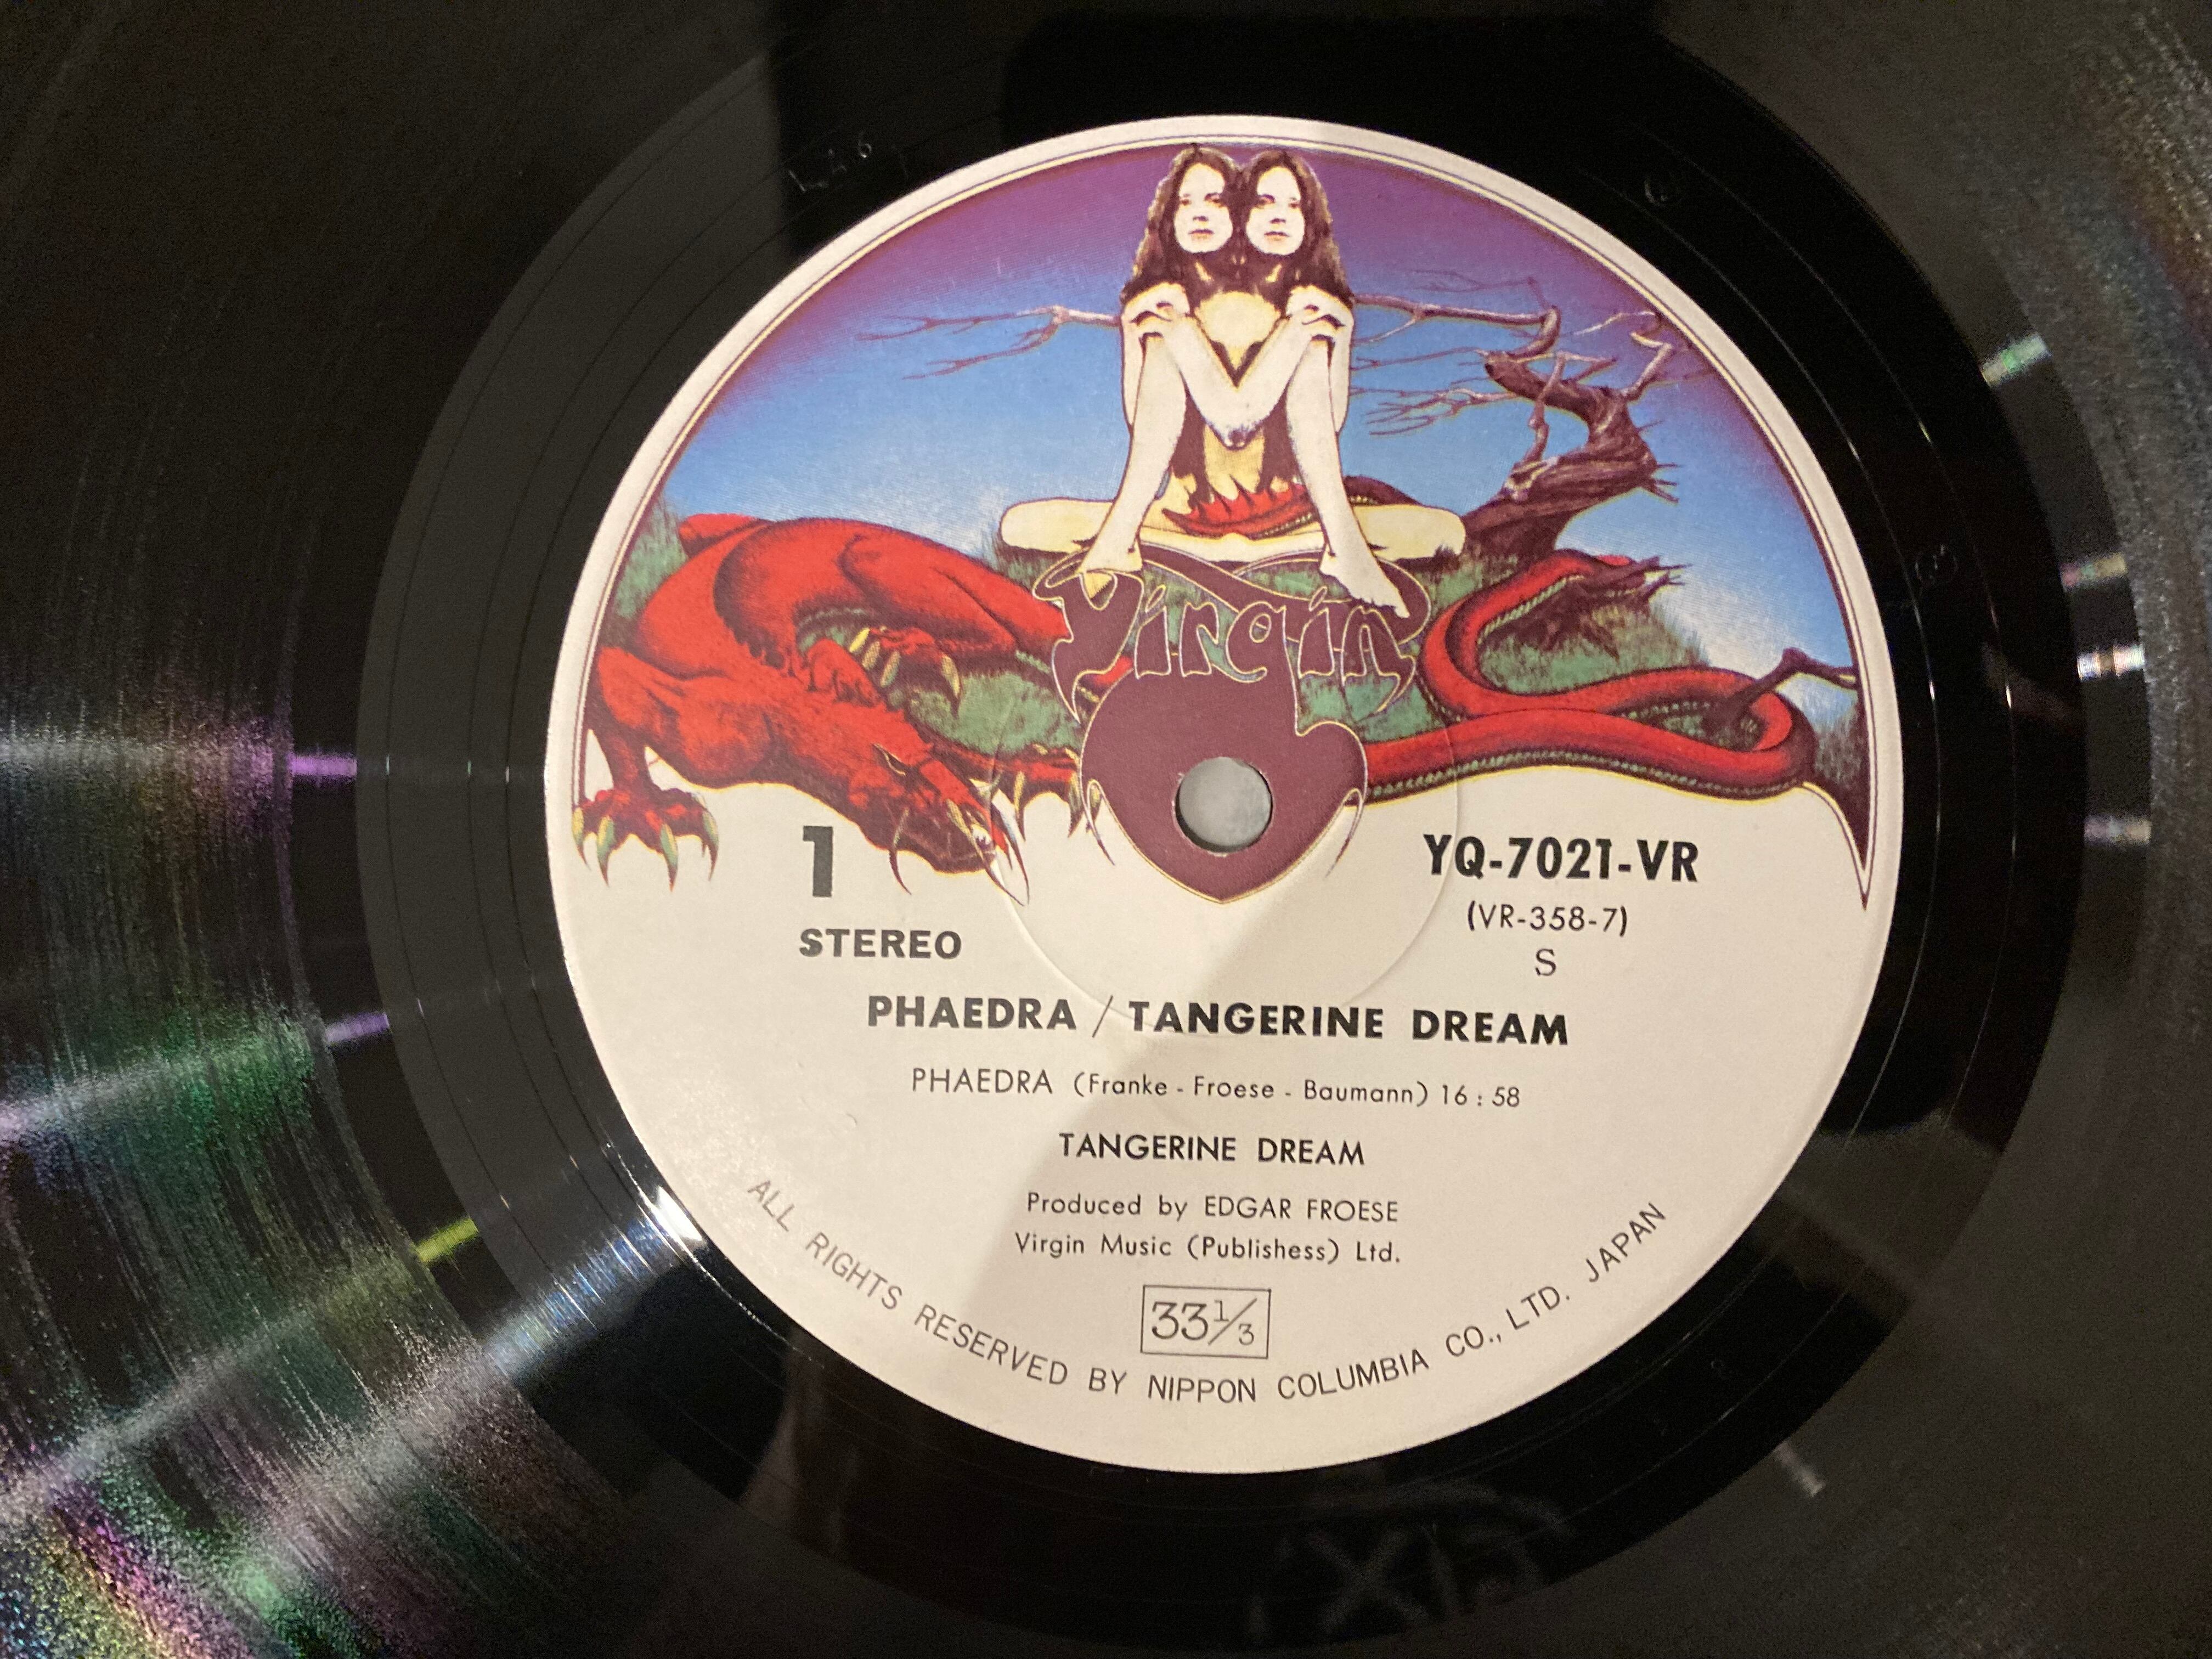 Virgin
1
STEREO
YQ-7021-VR
(VR-358-7)
S
PHAEDRA / TANGERINE DREAM
PHAEDRA (Franke - Froese - Baumann) 16 : 58
TANGERINE DREAM
Produced by EDGAR FROESE
Virgin Music (Publishess) Ltd.
33⅓
ALL RIGHTS RESERVED BY NIPPON COLUMBIA CO., LTD. JAPAN